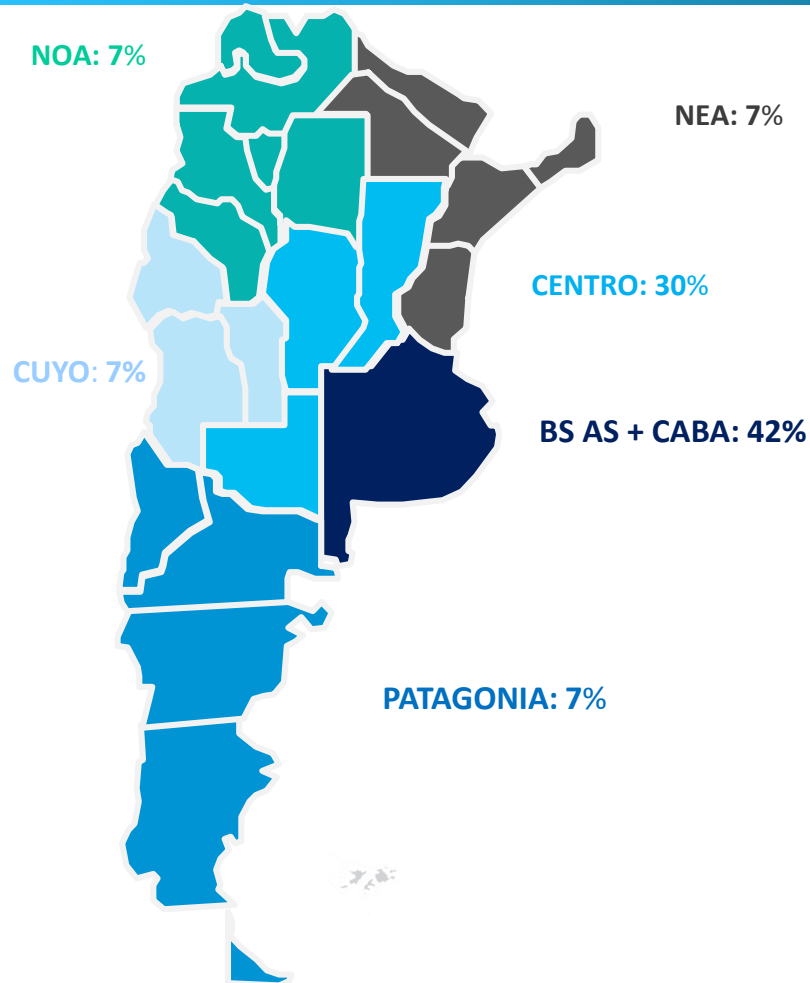 NOA: 7%
NEA: 7%
CENTRO: 30%
CUYO: 7%
BS AS + CABA: 42%
PATAGONIA: 7%